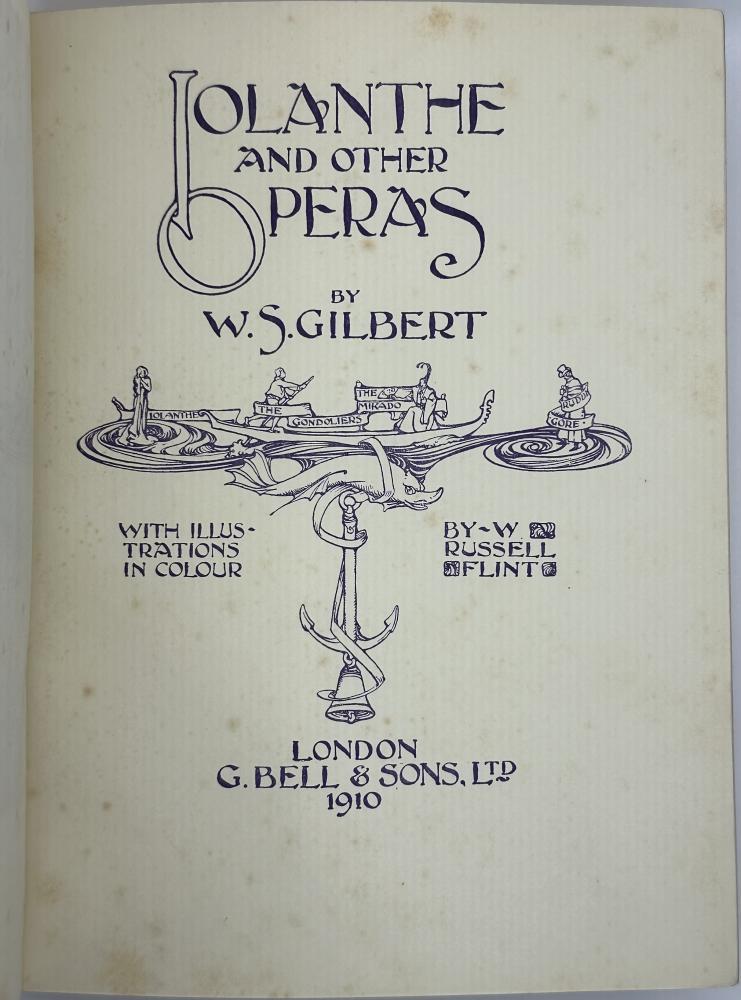 IOLANTHE
AND OTHER
OPERAS
BY
W.S.GILBERT
IOLANTHE
THE
GONDOLIERS
THE
MIKADO
RUDDI
GORE.
WITH ILLUS-
TRATIONS
IN COLOUR
BY~W.
RUSSELL
FLINT
LONDON
G. BELL & SONS, LTD
1910